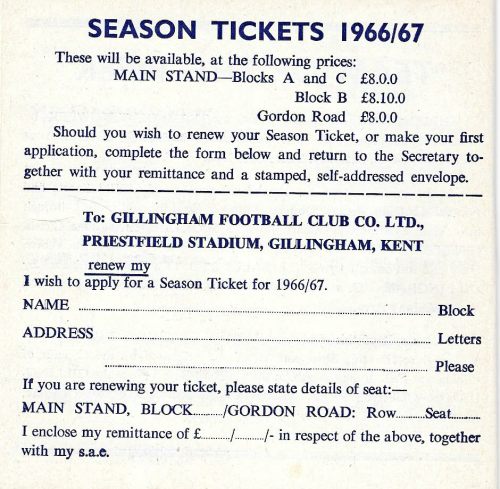 SEASON TICKETS 1966/67
These will be available, at the following prices:
MAIN STAND—Blocks A and C £8.0.0
Block B £8.10.0
Gordon Road £8.0.0
Should you wish to renew your Season Ticket, or make your first
application, complete the form below and return to the Secretary to-
gether with your remittance and a stamped, self-addressed envelope.
To: GILLINGHAM FOOTBALL CLUB CO. LTD.,
PRIESTFIELD STADIUM, GILLINGHAM, KENT
renew my
I wish to apply for a Season Ticket for 1966/67.
NAME ........ Block
ADDRESS ........ Letters
........ Please
If you are renewing your ticket, please state details of seat:—
MAIN STAND, BLOCK......../GORDON ROAD: Row........Seat........
I enclose my remittance of £......../......../- in respect of the above, together
with my s.a.e.